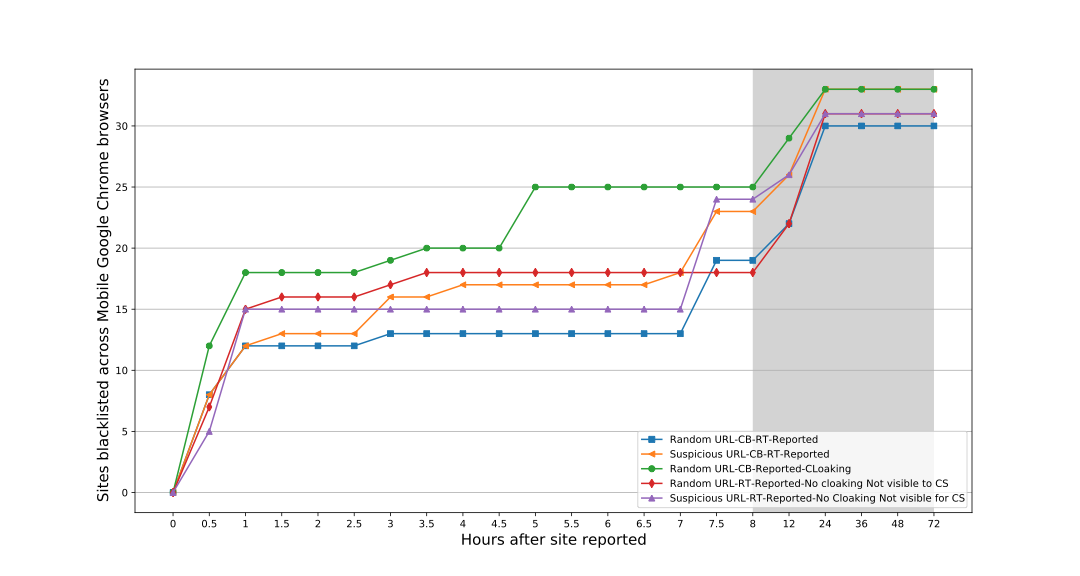 Sites blacklisted across Mobile Google Chrome browsers
30
25
20
15
10
5
0
0 0.5 1 1.5 2 2.5 3 3.5 4 4.5 5 5.5 6 6.5 7 7.5 8 12 24 36 48 72
Hours after site reported
Random URL-CB-RT-Reported
Suspicious URL-CB-RT-Reported
Random URL-CB-Reported-CLoaking
Random URL-RT-Reported-No cloaking Not visible to CS
Suspicious URL-RT-Reported-No Cloaking Not visible for CS